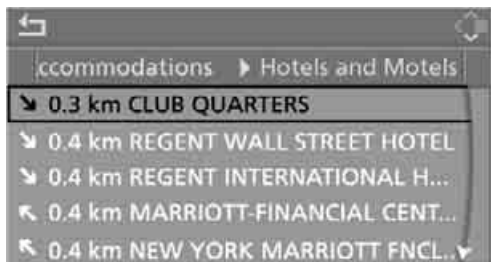 ccommodations Hotels and Motels
0.3 km CLUB QUARTERS
0.4 km REGENT WALL STREET HOTEL
0.4 km REGENT INTERNATIONAL H...
0.4 km MARRIOTT-FINANCIAL CENT...
0.4 km NEW YORK MARRIOTT FNCL..